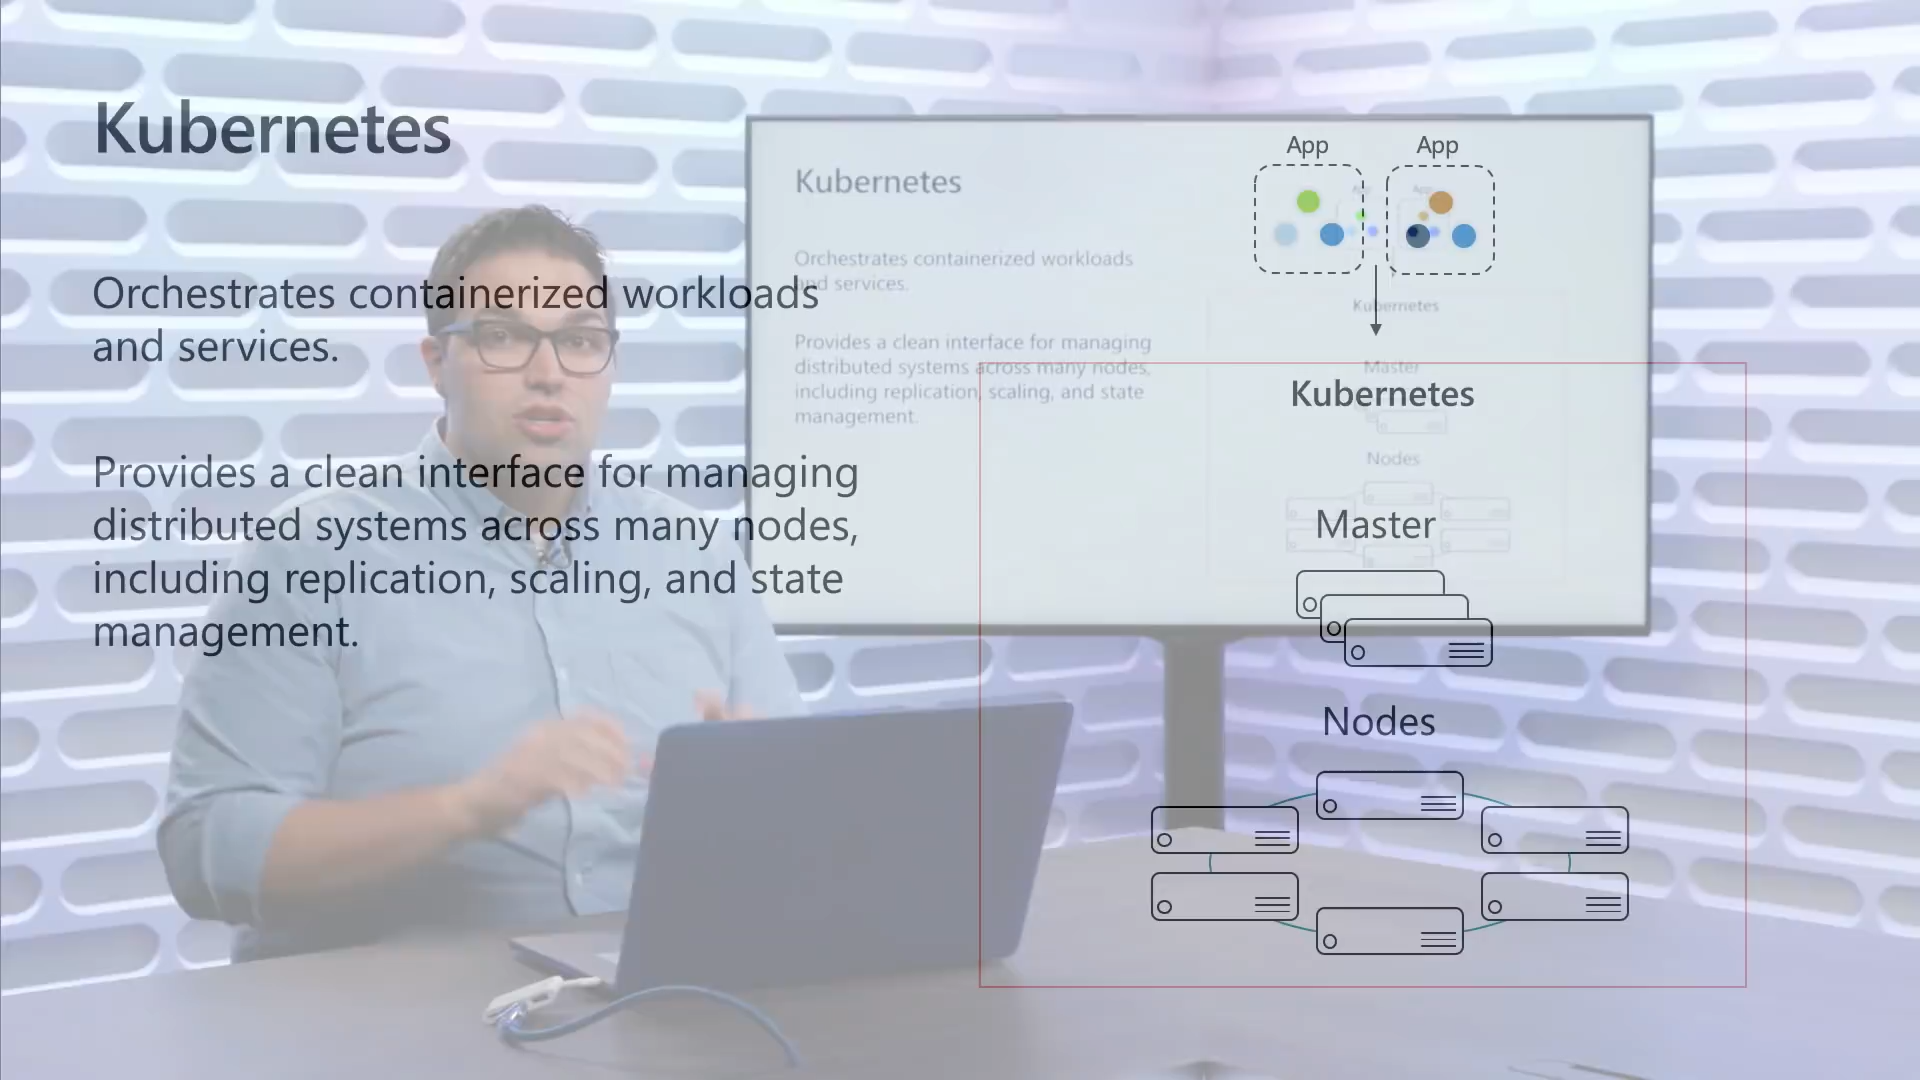 Kubernetes
Orchestrates containerized workloads
and services.
Provides a clean interface for managing
distributed systems across many nodes,
including replication, scaling, and state
management.
App
App
Kubernetes
Master
Nodes
Kubernetes
Orchestrates containerized workloads
and services.
Provides a clean interface for managing
distributed systems across many nodes,
including replication, scaling, and state
management.
App
App
Kubernetes
Master
Nodes